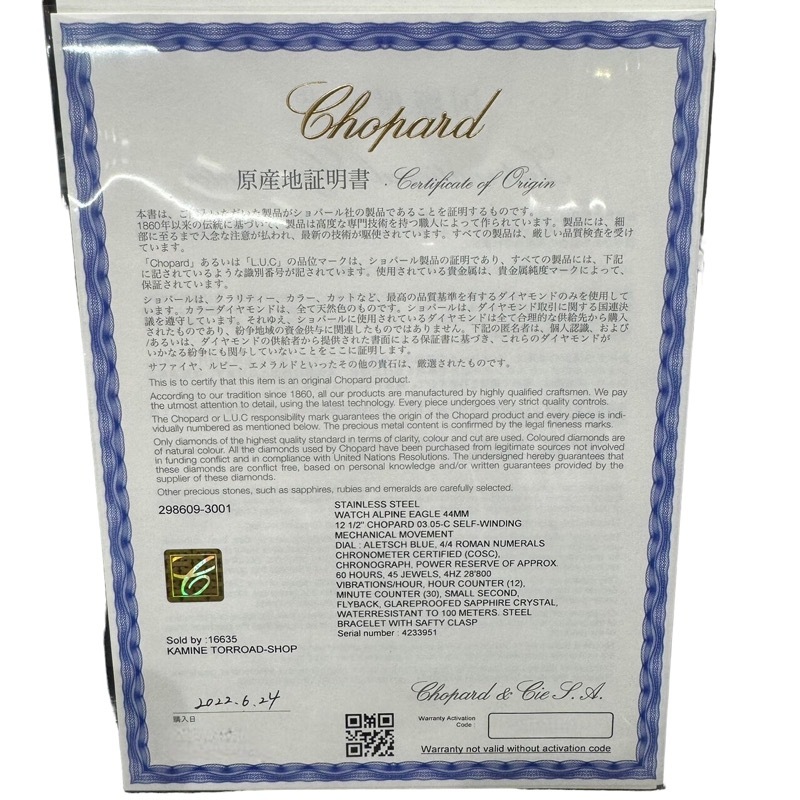 Chopard
原産地証明書 . Certificate of Origin
本書は、ご購入いただいた製品がショパール社の製品であることを証明するものです。
1860年以来の伝統に基づいて、製品は高度な専門技術を持つ職人によって作られています。製品には、細
部に至るまで入念な注意が払われ、最新の技術が駆使されています。すべての製品は、厳しい品質検査を受け
ています。
「Chopard」あるいは「L.U.C」の品位マークは、ショパール製品の証明であり、すべての製品には、下記
に記されているような識別番号が記されています。使用されている貴金属は、貴金属純度マークによって、
保証されています。
ショパールは、クラリティー、カラー、カットなど、最高の品質基準を有するダイヤモンドのみを使用して
います。カラーダイヤモンドは、全て天然色のものです。ショパールは、ダイヤモンド取引に関する国連決
議を遵守しています。それゆえ、ショパールに使用されているダイヤモンドは全て合理的な供給先から購入
されたものであり、紛争地域の資金供与に関連したものではありません。下記の匿名者は、個人認識、および
/あるいは、ダイヤモンドの供給者から提供された書面による保証書に基づき、これらのダイヤモンドが
いかなる紛争にも関与していないことをここに証明します。
サファイヤ、ルビー、エメラルドといったその他の貴石は、厳選されたものです。
This is to certify that this item is an original Chopard product.
According to our tradition since 1860, all our products are manufactured by highly qualified craftsmen. We pay
the utmost attention to detail, using the latest technology. Every piece undergoes very strict quality controls.
The Chopard or L.U.C responsibility mark guarantees the origin of the Chopard product and every piece is indi-
vidually numbered as mentioned below. The precious metal content is confirmed by the legal fineness marks.
Only diamonds of the highest quality standard in terms of clarity, colour and cut are used. Coloured diamonds are
of natural colour. All the diamonds used by Chopard have been purchased from legitimate sources not involved
in funding conflict and in compliance with United Nations Resolutions. The undersigned hereby guarantees that
these diamonds are conflict free, based on personal knowledge and/or written guarantees provided by the
supplier of these diamonds.
Other precious stones, such as sapphires, rubies and emeralds are carefully selected.
298609-3001
STAINLESS STEEL
WATCH ALPINE EAGLE 44MM
12 1/2" CHOPARD 03.05-C SELF-WINDING
MECHANICAL MOVEMENT
DIAL : ALETSCH BLUE, 4/4 ROMAN NUMERALS
CHRONOMETER CERTIFIED (COSC),
CHRONOGRAPH, POWER RESERVE OF APPROX.
60 HOURS, 45 JEWELS, 4HZ 28'800
VIBRATIONS/HOUR, HOUR COUNTER (12),
MINUTE COUNTER (30), SMALL SECOND,
FLYBACK, GLAREPROOFED SAPPHIRE CRYSTAL,
WATERRESISTANT TO 100 METERS. STEEL
BRACELET WITH SAFTY CLASP
Serial number : 4233951
Sold by :16635
KAMINE TORROAD-SHOP
2022.6.24
購入日
Chopard & Cie S.A.
Warranty Activation
Code :
Warranty not valid without activation code